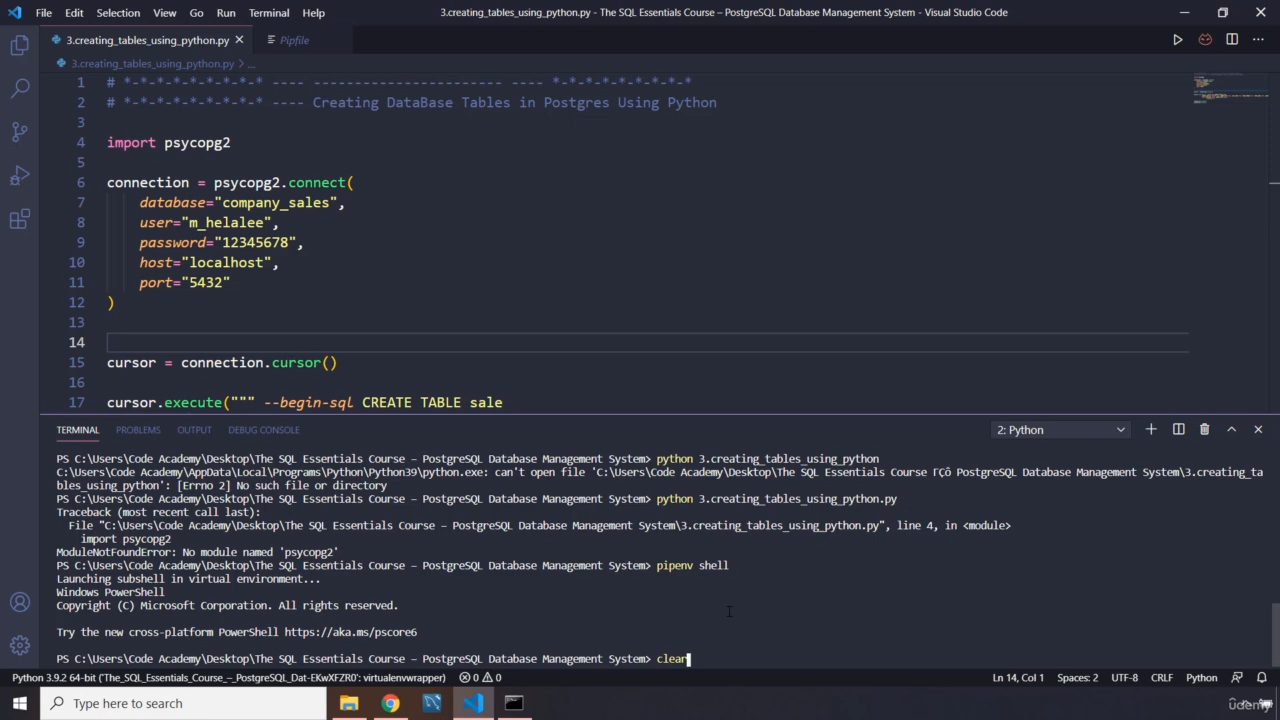 File Edit Selection View Go Run Terminal Help 3.creating_tables_using_python.py - The SQL Essentials Course – PostgreSQL Database Management System - Visual Studio Code
3.creating_tables_using_python.py Pipfile
3.creating_tables_using_python.py > ...
1 # *-*-*-*-*-*-*-*-* ---- ----------------------- ---- *-*-*-*-*-*-*-*-*
2 # *-*-*-*-*-*-*-*-* ---- Creating DataBase Tables in Postgres Using Python
3
4 import psycopg2
5
6 connection = psycopg2.connect(
7 database="company_sales",
8 user="m_helalee",
9 password="12345678",
10 host="localhost",
11 port="5432"
12 )
13
14
15 cursor = connection.cursor()
16
17 cursor.execute(""" --begin-sql CREATE TABLE sale
TERMINAL PROBLEMS OUTPUT DEBUG CONSOLE 2: Python
PS C:\Users\Code Academy\Desktop\The SQL Essentials Course – PostgreSQL Database Management System> python 3.creating_tables_using_python
C:\Users\Code Academy\AppData\Local\Programs\Python\Python39\python.exe: can't open file 'C:\Users\Code Academy\Desktop\The SQL Essentials Course ΓÇô PostgreSQL Database Management System\3.creating_ta
bles_using_python': [Errno 2] No such file or directory
PS C:\Users\Code Academy\Desktop\The SQL Essentials Course – PostgreSQL Database Management System> python 3.creating_tables_using_python.py
Traceback (most recent call last):
File "C:\Users\Code Academy\Desktop\The SQL Essentials Course – PostgreSQL Database Management System\3.creating_tables_using_python.py", line 4, in <module>
import psycopg2
ModuleNotFoundError: No module named 'psycopg2'
PS C:\Users\Code Academy\Desktop\The SQL Essentials Course – PostgreSQL Database Management System> pipenv shell
Launching subshell in virtual environment...
Windows PowerShell
Copyright (C) Microsoft Corporation. All rights reserved.
Try the new cross-platform PowerShell https://aka.ms/pscore6
PS C:\Users\Code Academy\Desktop\The SQL Essentials Course – PostgreSQL Database Management System> clear
Python 3.9.2 64-bit ('The_SQL_Essentials_Course_–_PostgreSQL_Dat-EKwXFZR0': virtualenvwrapper) 0 0 Ln 14, Col 1 Spaces: 2 UTF-8 CRLF Python
Type here to search
udemy